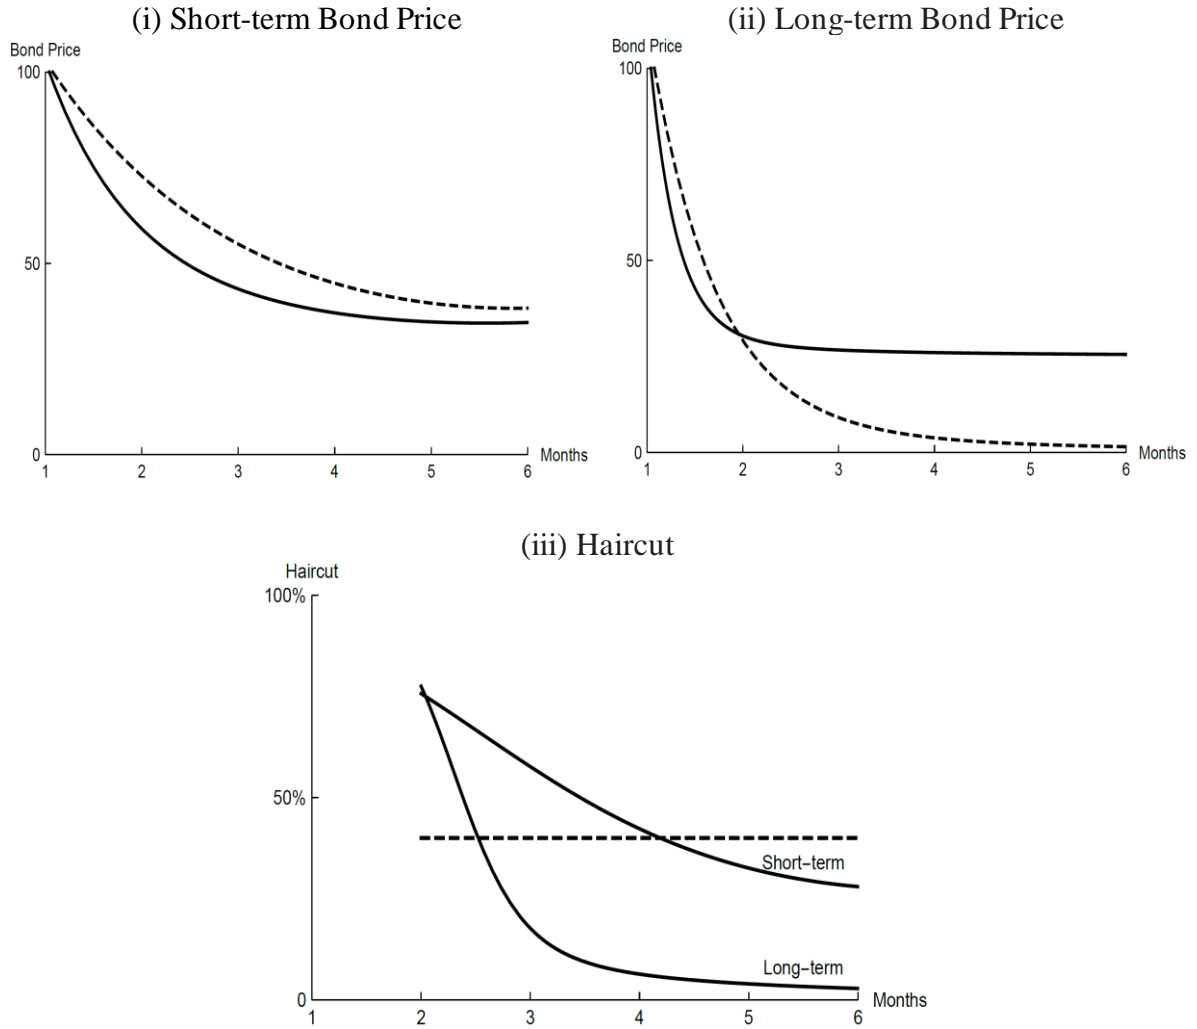 (i) Short-term Bond Price
Bond Price
100
50
0
1 2 3 4 5 6
Months
(ii) Long-term Bond Price
Bond Price
100
50
0
1 2 3 4 5 6
Months
(iii) Haircut
Haircut
100%
50%
Short-term
Long-term
0
1 2 3 4 5 6
Months